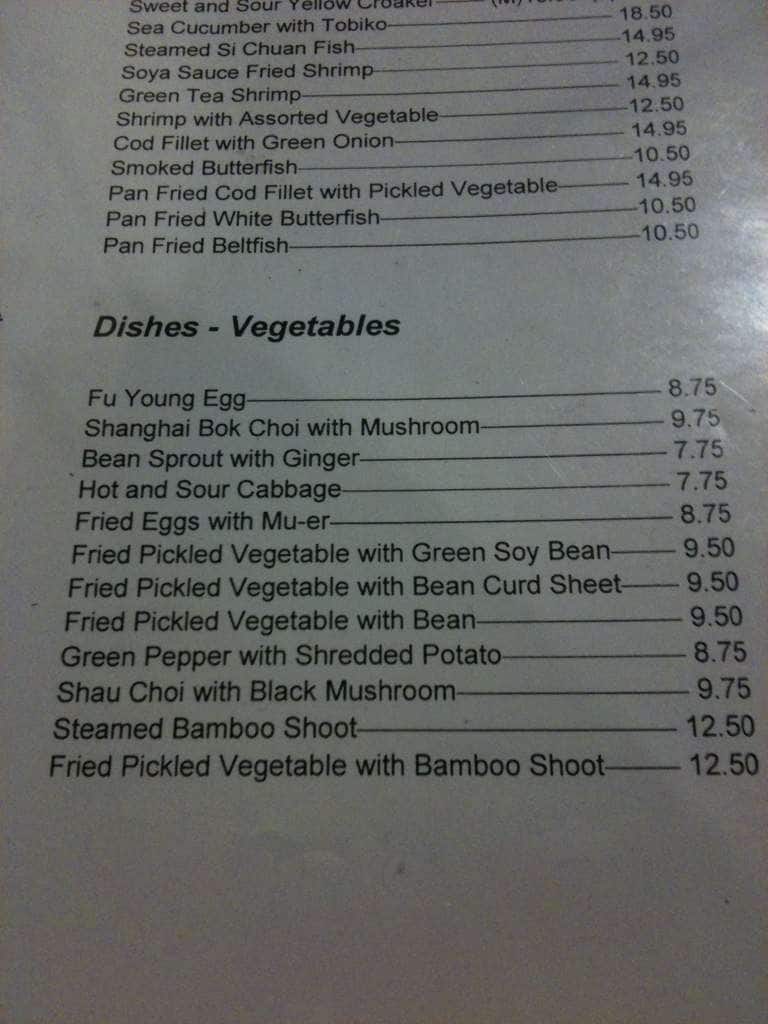 Sweet and Sour Yellow Croaker (M)
Sea Cucumber with Tobiko 18.50
Steamed Si Chuan Fish 14.95
Soya Sauce Fried Shrimp 12.50
Green Tea Shrimp 14.95
Shrimp with Assorted Vegetable 12.50
Cod Fillet with Green Onion 14.95
Smoked Butterfish 10.50
Pan Fried Cod Fillet with Pickled Vegetable 14.95
Pan Fried White Butterfish 10.50
Pan Fried Beltfish 10.50
Dishes - Vegetables
Fu Young Egg 8.75
Shanghai Bok Choi with Mushroom 9.75
Bean Sprout with Ginger 7.75
Hot and Sour Cabbage 7.75
Fried Eggs with Mu-er 8.75
Fried Pickled Vegetable with Green Soy Bean 9.50
Fried Pickled Vegetable with Bean Curd Sheet 9.50
Fried Pickled Vegetable with Bean 9.50
Green Pepper with Shredded Potato 8.75
Shau Choi with Black Mushroom 9.75
Steamed Bamboo Shoot 12.50
Fried Pickled Vegetable with Bamboo Shoot 12.50